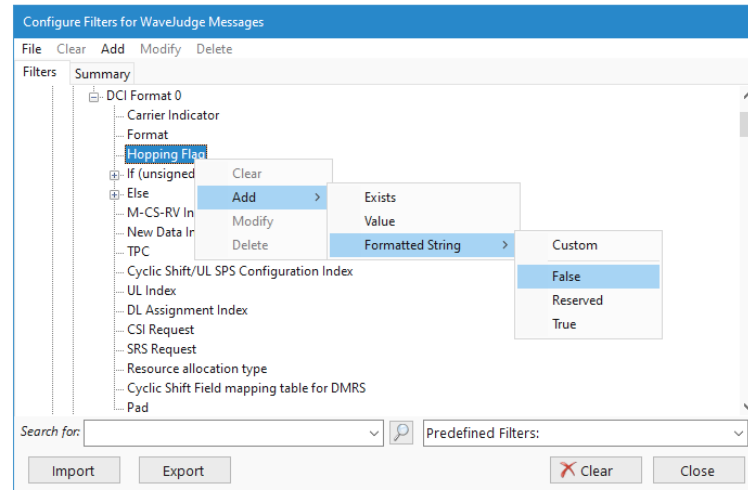 Configure Filters for WaveJudge Messages
File Clear Add Modify Delete
Filters Summary
DCI Format 0
Carrier Indicator
Format
Hopping Flag
If (unsigned
Else
M-CS-RV In
New Data In
TPC
Cyclic Shift/UL SPS Configuration Index
UL Index
DL Assignment Index
CSI Request
SRS Request
Resource allocation type
Cyclic Shift Field mapping table for DMRS
Pad
Clear
Add
Modify
Delete
Exists
Value
Formatted String
Custom
False
Reserved
True
Search for: Predefined Filters:
Import Export Clear Close